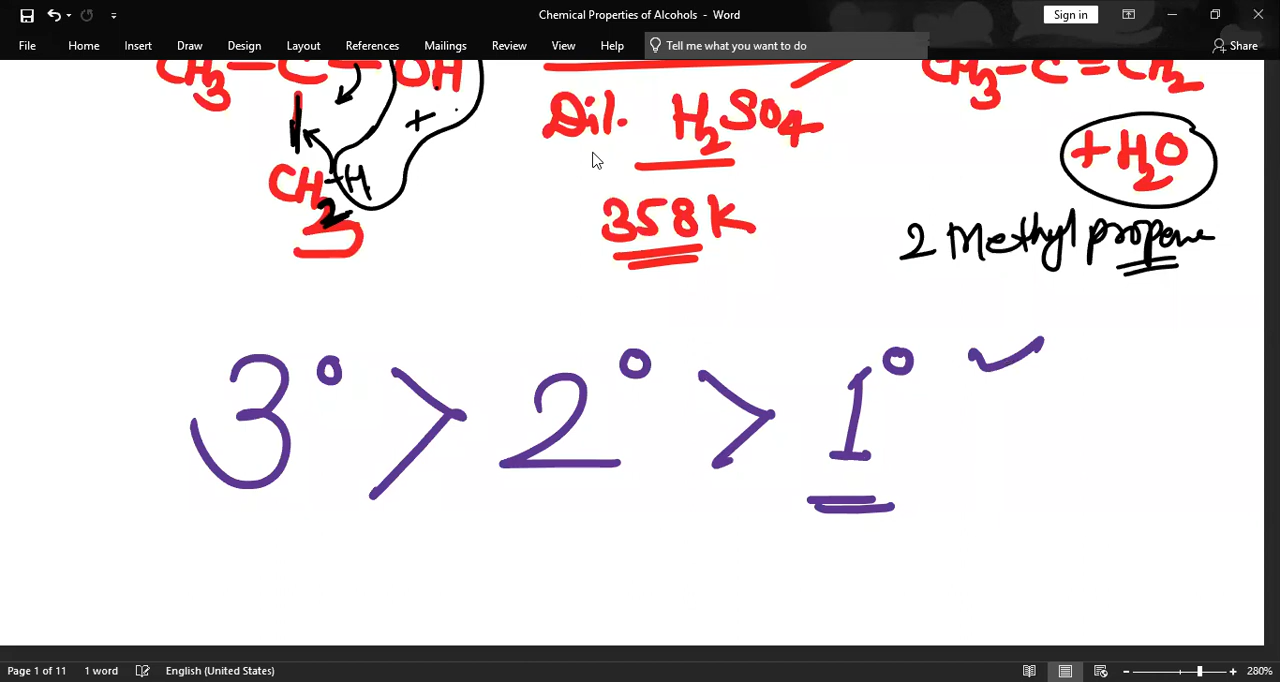 Chemical Properties of Alcohols - Word
Sign in
File Home Insert Draw Design Layout References Mailings Review View Help Tell me what you want to do Share
CH3-C-OH
CH3-C=CH2
CH2-H
+
Dil. H2SO4
+H2O
358K
2 Methyl propene
3° > 2° > 1° ✓
Page 1 of 11 1 word English (United States) - + 280%